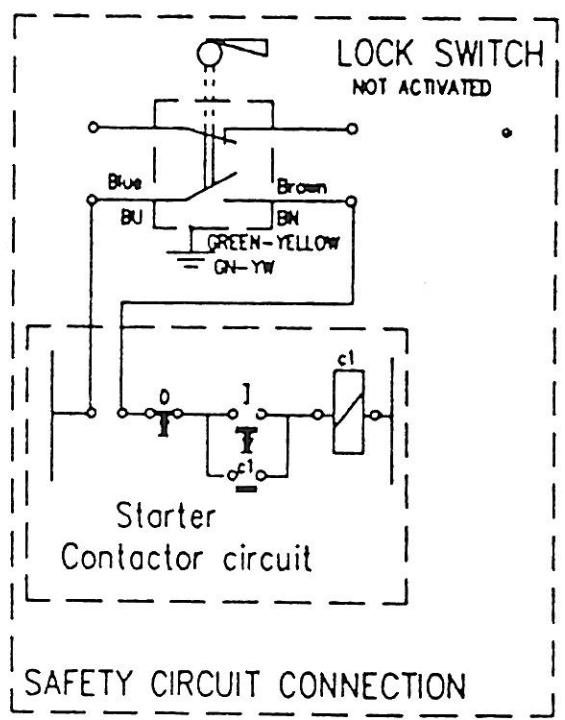 LOCK SWITCH
NOT ACTIVATED
Blue Brown
BU BN
GREEN-YELLOW
GN-YW
c1
0 I
c1
Starter
Contactor circuit
SAFETY CIRCUIT CONNECTION